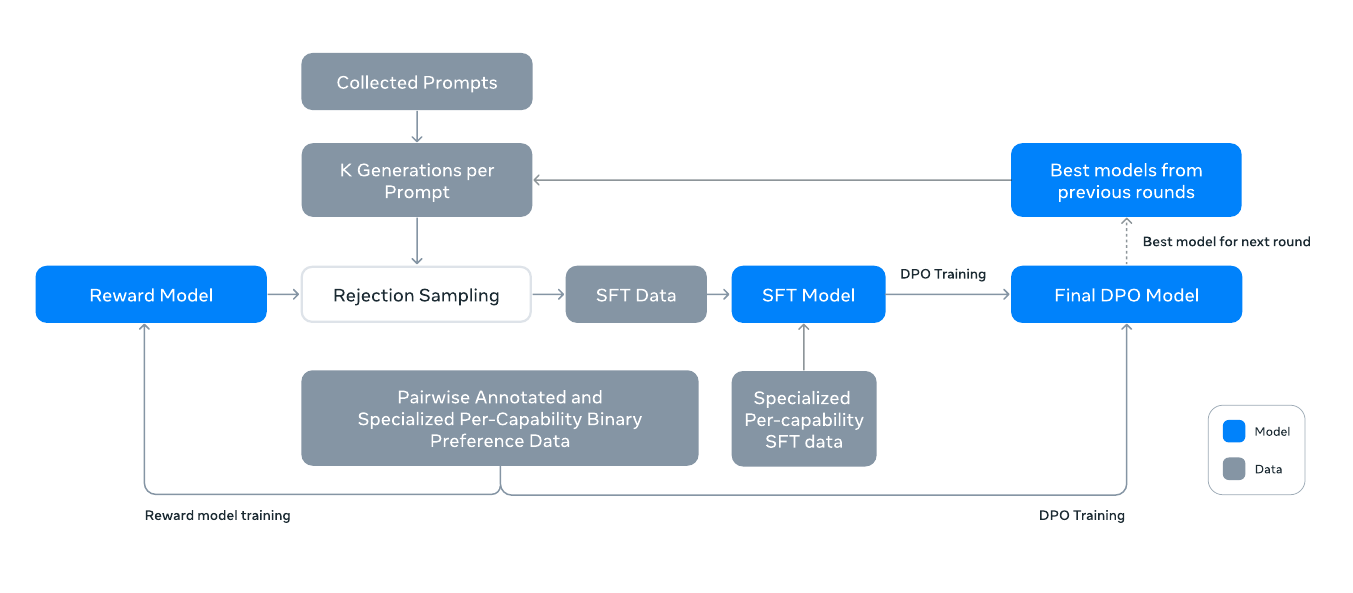 Collected Prompts
K Generations per
Prompt
Best models from
previous rounds
Best model for next round
Reward Model
Rejection Sampling
SFT Data
SFT Model
DPO Training
Final DPO Model
Pairwise Annotated and
Specialized Per-Capability Binary
Preference Data
Specialized
Per-capability
SFT data
Model
Data
Reward model training
DPO Training